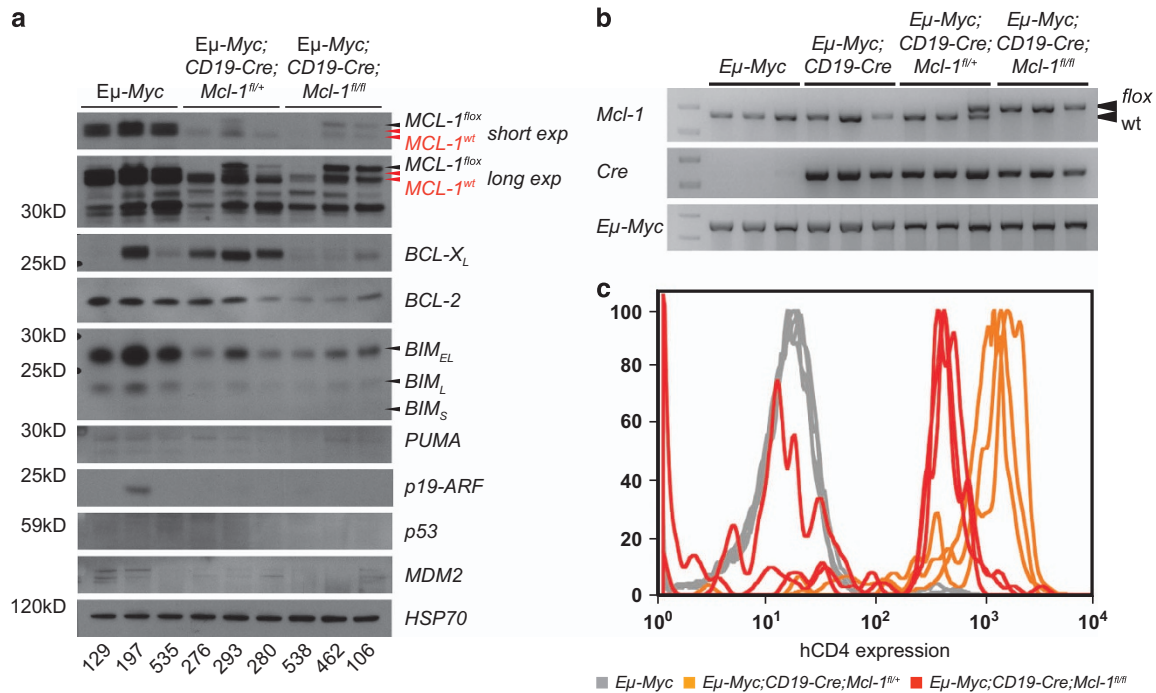 a
Eμ-Myc
Eμ-Myc;
CD19-Cre;
Mcl-1fl/+
Eμ-Myc;
CD19-Cre;
Mcl-1fl/fl
MCL-1flox
short exp
MCL-1wt
MCL-1flox
long exp
MCL-1wt
30kD
BCL-XL
25kD
BCL-2
30kD
BIMEL
25kD
BIML
BIMS
30kD
PUMA
25kD
p19-ARF
59kD
p53
MDM2
120kD
HSP70
129 197 535 276 293 280 538 462 106
b
Eμ-Myc
Eμ-Myc;
CD19-Cre
Eμ-Myc;
CD19-Cre;
Mcl-1fl/+
Eμ-Myc;
CD19-Cre;
Mcl-1fl/fl
Mcl-1
flox
wt
Cre
Eμ-Myc
c
100
80
60
40
20
0
100 101 102 103 104
hCD4 expression
Eμ-Myc Eμ-Myc;CD19-Cre;Mcl-1fl/+ Eμ-Myc;CD19-Cre;Mcl-1fl/fl